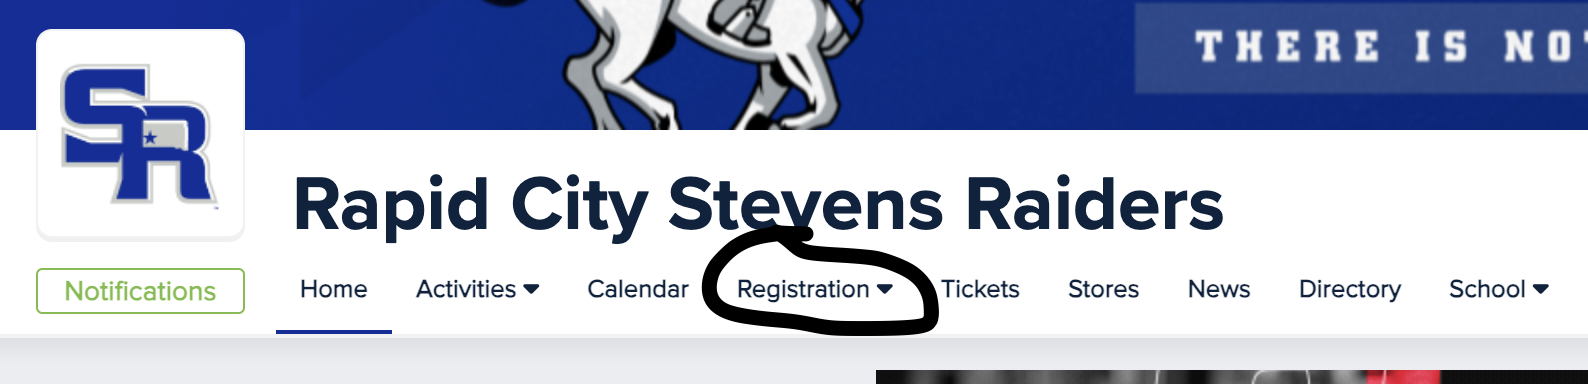 THERE IS NO
SR
Rapid City Stevens Raiders
Notifications
Home Activities Calendar Registration Tickets Stores News Directory School